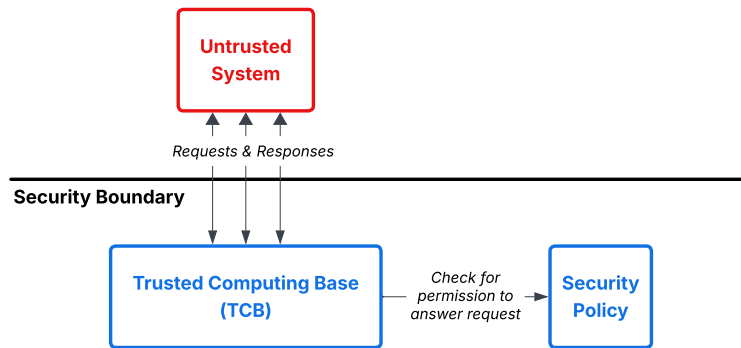 Untrusted
System
Requests & Responses
Security Boundary
Trusted Computing Base
(TCB)
Check for
permission to
answer request
Security
Policy